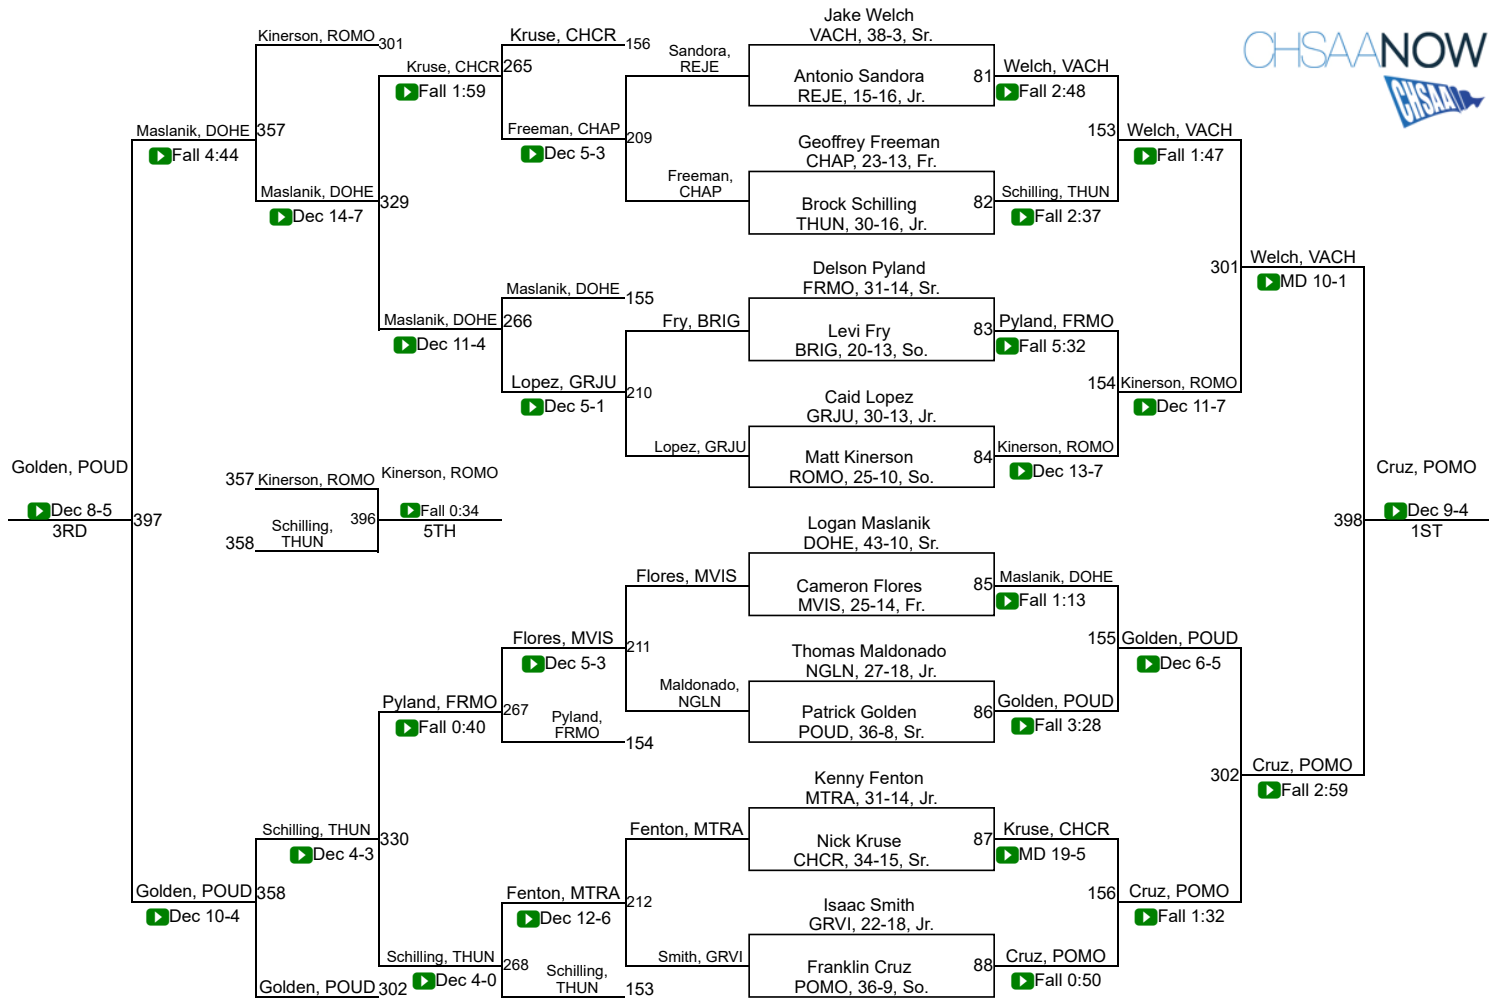 Jake Welch
VACH, 38-3, Sr.
Antonio Sandora
REJE, 15-16, Jr.
81
Geoffrey Freeman
CHAP, 23-13, Fr.
Brock Schilling
THUN, 30-16, Jr.
82
Delson Pyland
FRMO, 31-14, Sr.
Levi Fry
BRIG, 20-13, So.
83
Caid Lopez
GRJU, 30-13, Jr.
Matt Kinerson
ROMO, 25-10, So.
84
Logan Maslanik
DOHE, 43-10, Sr.
Cameron Flores
MVIS, 25-14, Fr.
85
Thomas Maldonado
NGLN, 27-18, Jr.
Patrick Golden
POUD, 36-8, Sr.
86
Kenny Fenton
MTRA, 31-14, Jr.
Nick Kruse
CHCR, 34-15, Sr.
87
Isaac Smith
GRVI, 22-18, Jr.
Franklin Cruz
POMO, 36-9, So.
88
Welch, VACH
Fall 2:48
Schilling, THUN
Fall 2:37
Pyland, FRMO
Fall 5:32
Kinerson, ROMO
Dec 13-7
Maslanik, DOHE
Fall 1:13
Golden, POUD
Fall 3:28
Kruse, CHCR
MD 19-5
Cruz, POMO
Fall 0:50
153
Welch, VACH
Fall 1:47
154
Kinerson, ROMO
Dec 11-7
155
Golden, POUD
Dec 6-5
156
Cruz, POMO
Fall 1:32
301
Welch, VACH
MD 10-1
302
Cruz, POMO
Fall 2:59
398
Cruz, POMO
Dec 9-4
1ST
CHSAANOW
CHSAA
Sandora,
REJE
Freeman,
CHAP
Fry, BRIG
Lopez, GRJU
Flores, MVIS
Maldonado,
NGLN
Fenton, MTRA
Smith, GRVI
Kruse, CHCR
156
Freeman, CHAP
209
Dec 5-3
Maslanik, DOHE
155
Lopez, GRJU
210
Dec 5-1
Flores, MVIS
211
Dec 5-3
Pyland,
FRMO
154
Fenton, MTRA
212
Dec 12-6
Schilling,
THUN
153
Kruse, CHCR
265
Fall 1:59
Maslanik, DOHE
266
Dec 11-4
Pyland, FRMO
267
Fall 0:40
Schilling, THUN
268
Dec 4-0
Kinerson, ROMO
301
Maslanik, DOHE
329
Dec 14-7
Schilling, THUN
330
Dec 4-3
Golden, POUD
302
Maslanik, DOHE
357
Fall 4:44
Golden, POUD
358
Dec 10-4
Golden, POUD
397
Dec 8-5
3RD
357
Kinerson, ROMO
358
Schilling,
THUN
396
Kinerson, ROMO
Fall 0:34
5TH